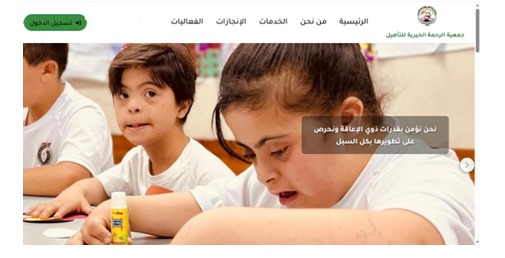 الرئيسية
من نحن
الخدمات
الإنجازات
الفعاليات
تسجيل الدخول
جمعية الرحمة الخيرية للتأهيل
نحن نؤمن بقدرات ذوي الإعاقة ونحرص
على تطويرها بكل السبل